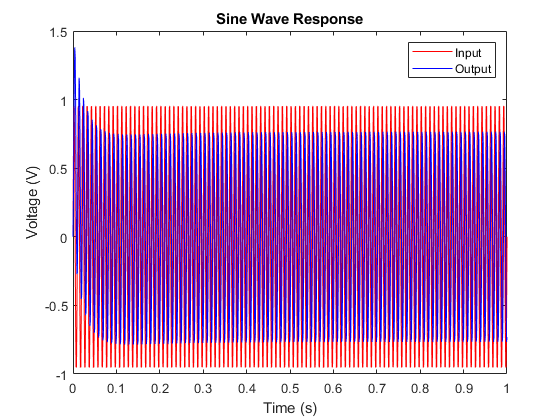 Sine Wave Response
Input
Output
1.5
1
0.5
0
-0.5
-1
Voltage (V)
0 0.1 0.2 0.3 0.4 0.5 0.6 0.7 0.8 0.9 1
Time (s)